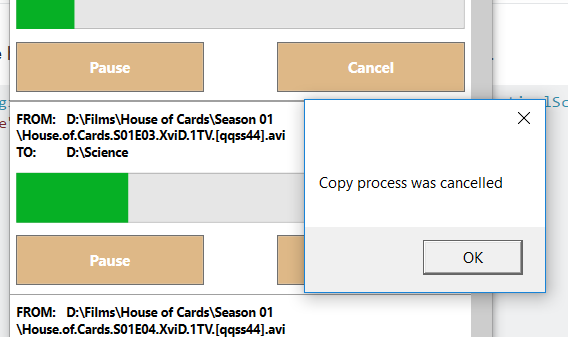 Pause
Cancel
FROM: D:\Films\House of Cards\Season 01
\House.of.Cards.S01E03.XviD.1TV.[qqss44].avi
TO: D:\Science
Copy process was cancelled
OK
Pause
FROM: D:\Films\House of Cards\Season 01
\House.of.Cards.S01E04.XviD.1TV.[qqss44].avi